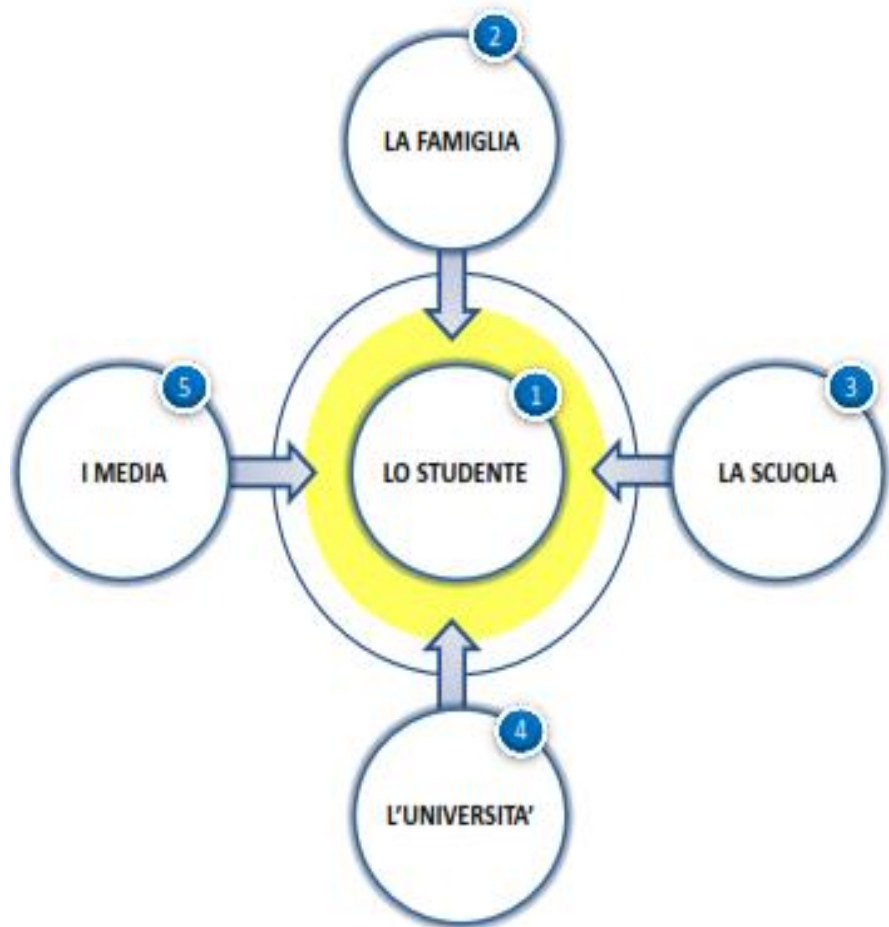 2
LA FAMIGLIA
5
I MEDIA
1
LO STUDENTE
3
LA SCUOLA
4
L'UNIVERSITA'